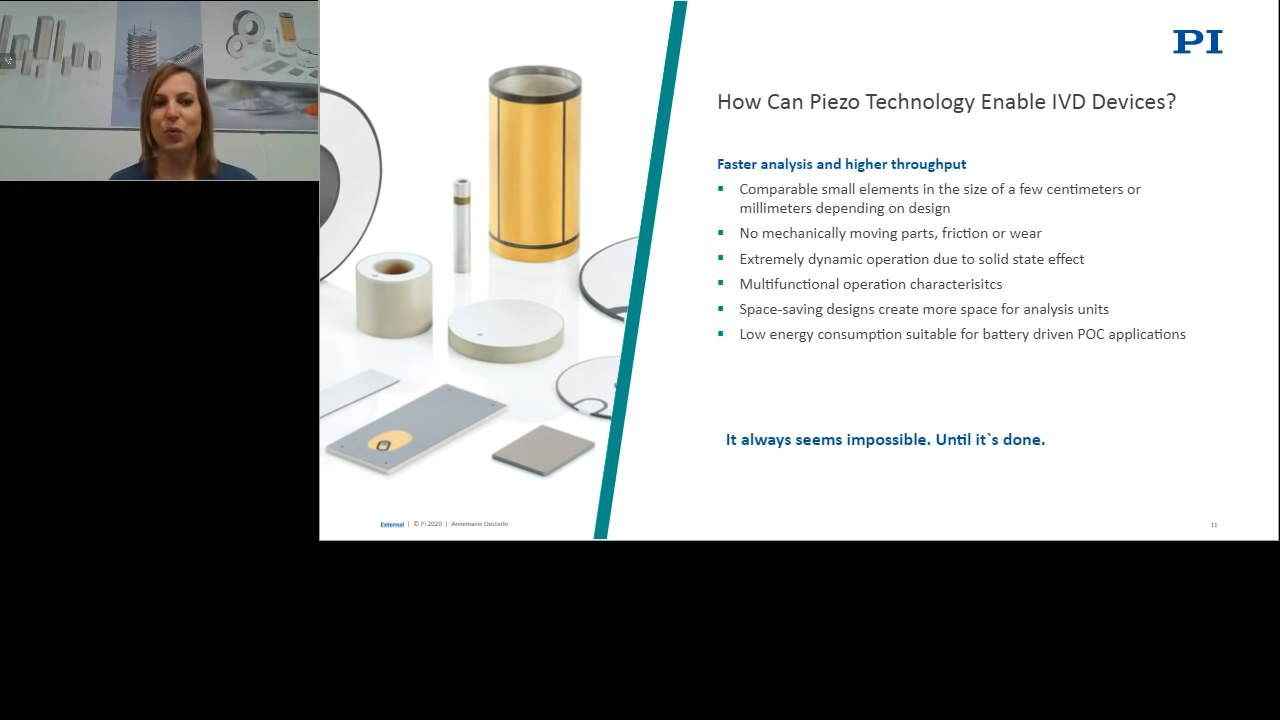 PI
How Can Piezo Technology Enable IVD Devices?
Faster analysis and higher throughput
▪ Comparable small elements in the size of a few centimeters or
millimeters depending on design
▪ No mechanically moving parts, friction or wear
▪ Extremely dynamic operation due to solid state effect
▪ Multifunctional operation characterisitcs
▪ Space-saving designs create more space for analysis units
▪ Low energy consumption suitable for battery driven POC applications
It always seems impossible. Until it`s done.
External | © PI 2020 | Annemarie Oesterle
11